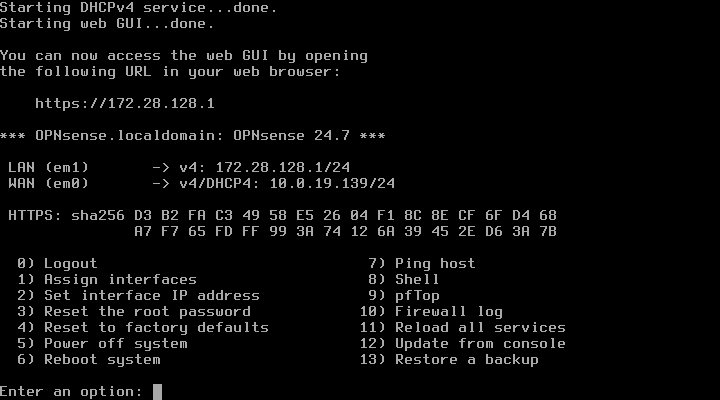 Starting DHCPv4 service...done.
Starting web GUI...done.
You can now access the web GUI by opening
the following URL in your web browser:
https://172.28.128.1
*** OPNsense.localdomain: OPNsense 24.7 ***
LAN (em1) -> v4: 172.28.128.1/24
WAN (em0) -> v4/DHCP4: 10.0.19.139/24
HTTPS: sha256 D3 B2 FA C3 49 58 E5 26 04 F1 8C 8E CF 6F D4 68
A7 F7 65 FD FF 99 3A 74 12 6A 39 45 2E D6 3A 7B
0) Logout 7) Ping host
1) Assign interfaces 8) Shell
2) Set interface IP address 9) pfTop
3) Reset the root password 10) Firewall log
4) Reset to factory defaults 11) Reload all services
5) Power off system 12) Update from console
6) Reboot system 13) Restore a backup
Enter an option: